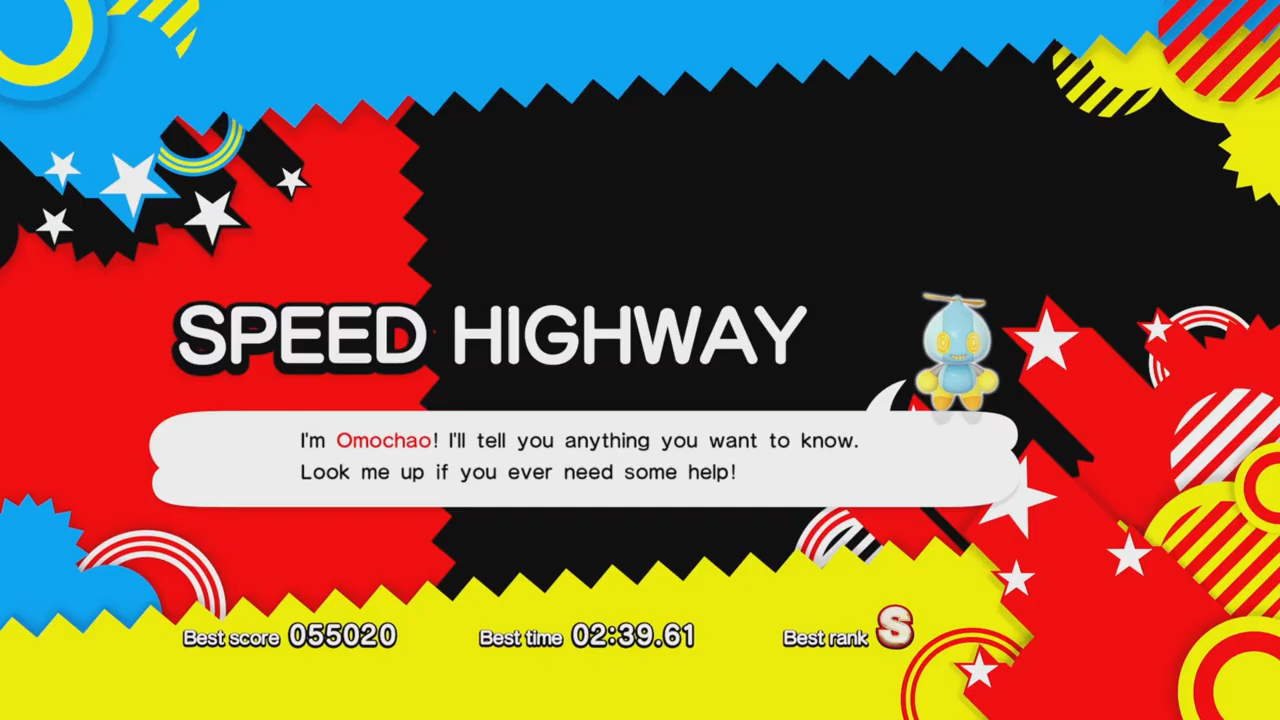 SPEED HIGHWAY
I'm Omochao! I'll tell you anything you want to know.
Look me up if you ever need some help!
Best score 055020 Best time 02:39.61 Best rank S